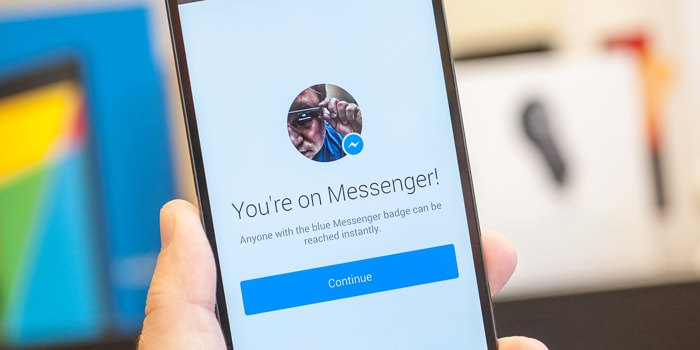 You're on Messenger!
Anyone with the blue Messenger badge can be
reached instantly.
Continue